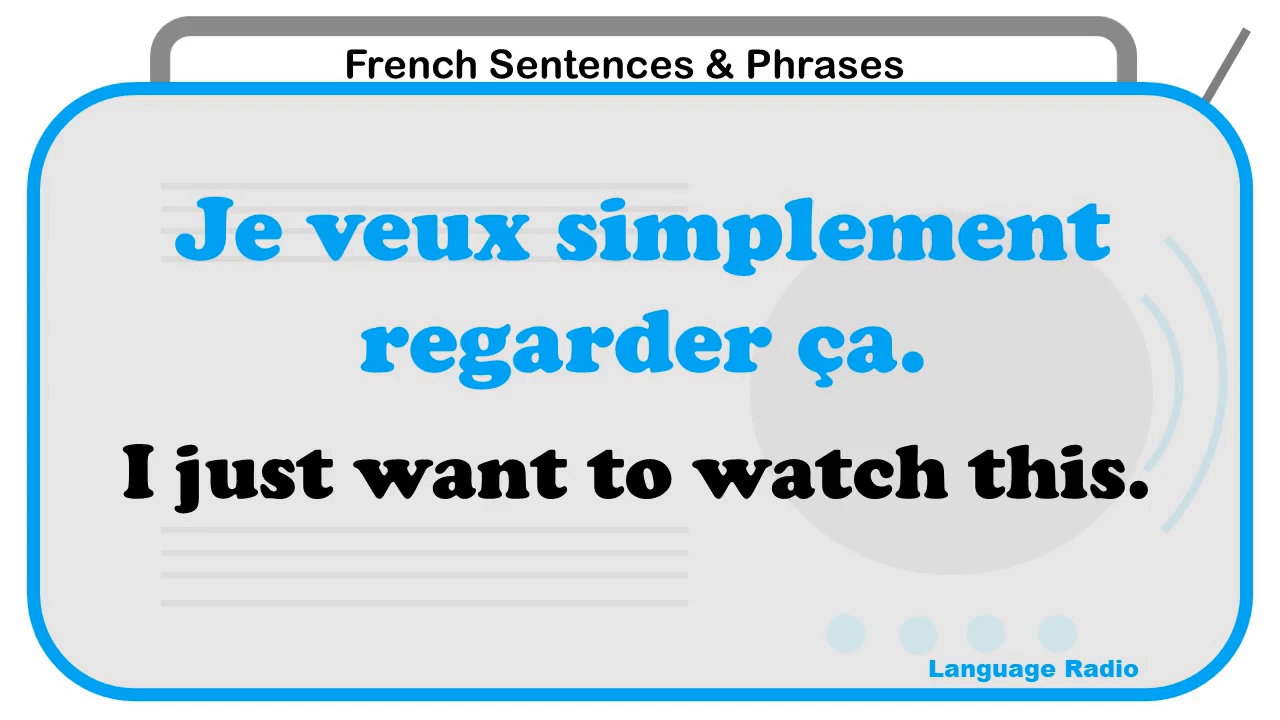 French Sentences & Phrases
Je veux simplement
regarder ça.
I just want to watch this.
Language Radio